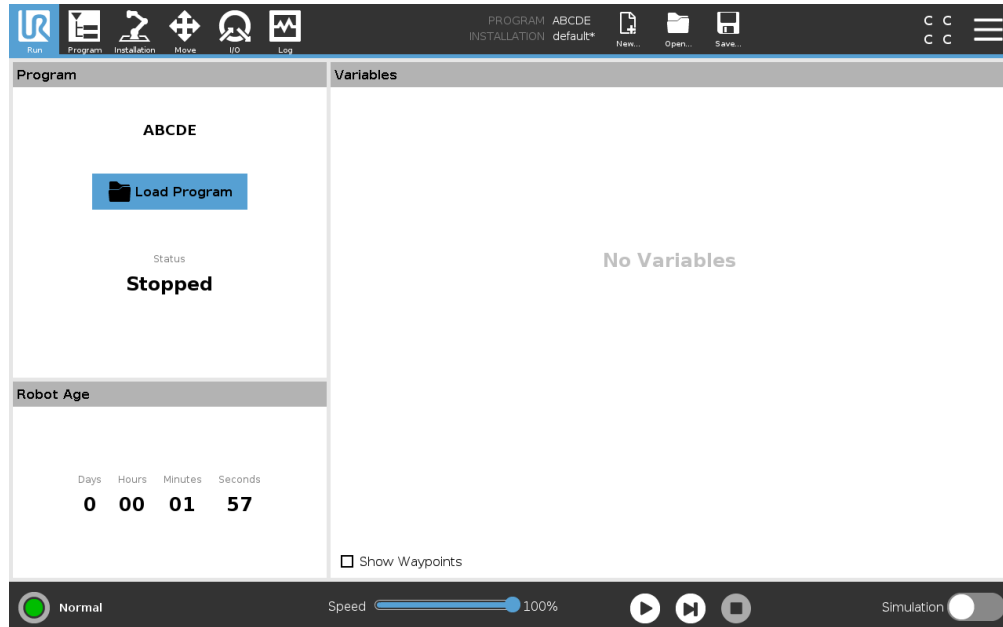 Run
Program
Installation
Move
I/O
Log
PROGRAM ABCDE
INSTALLATION default*
New...
Open...
Save...
C C
C C
Program
Variables
ABCDE
Load Program
Status
Stopped
No Variables
Robot Age
Days Hours Minutes Seconds
0 00 01 57
Show Waypoints
Normal
Speed 100%
Simulation